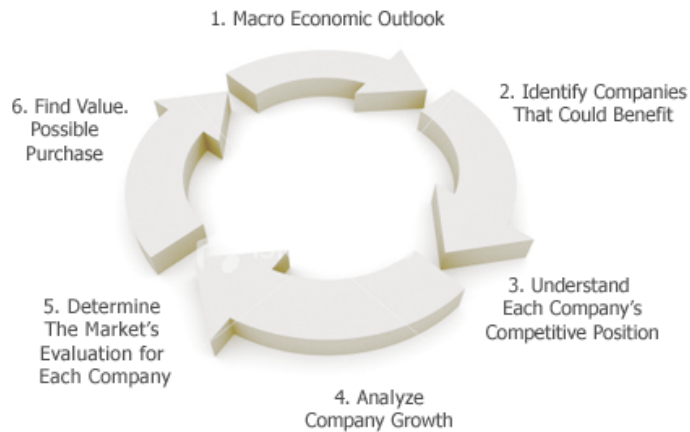 1. Macro Economic Outlook
2. Identify Companies
That Could Benefit
3. Understand
Each Company's
Competitive Position
4. Analyze
Company Growth
5. Determine
The Market's
Evaluation for
Each Company
6. Find Value.
Possible
Purchase